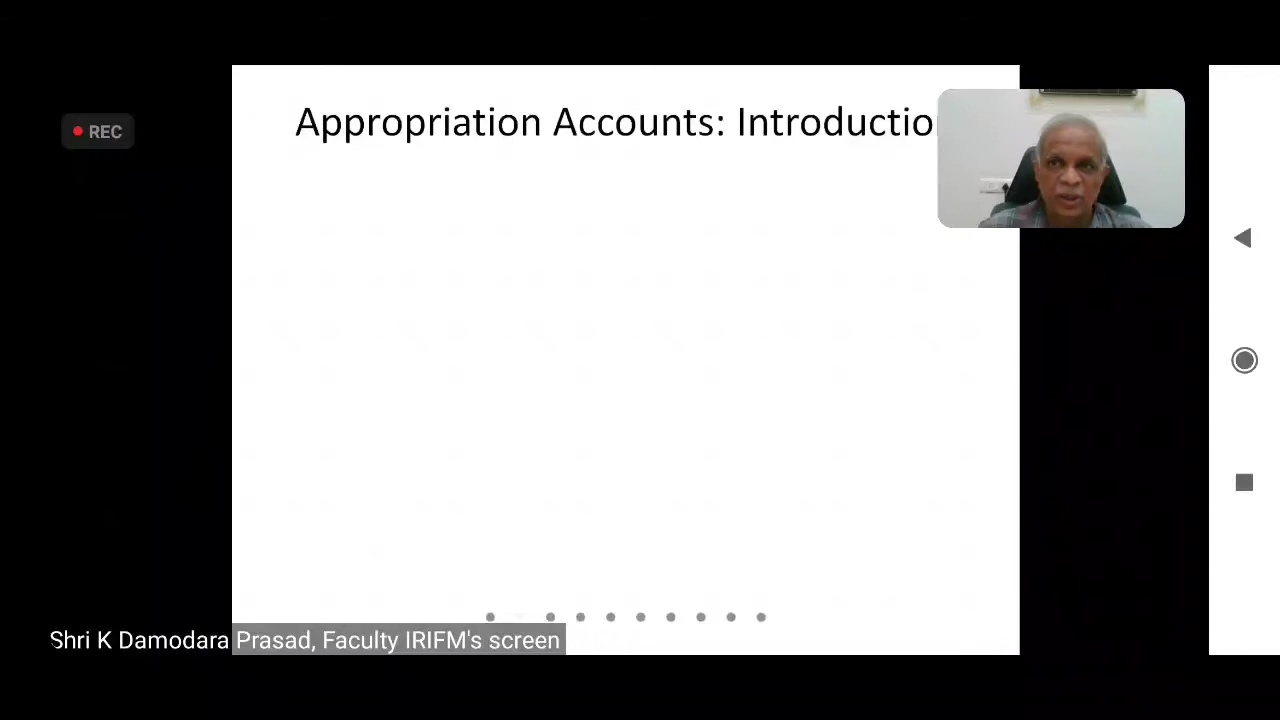 Appropriation Accounts: Introductio
REC
Shri K Damodara Prasad, Faculty IRIFM's screen